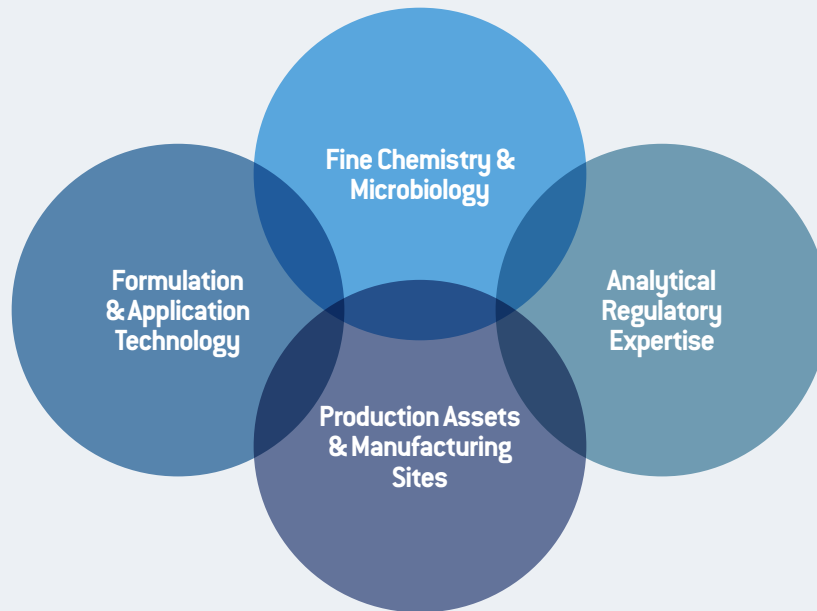 Fine Chemistry &
Microbiology
Formulation
& Application
Technology
Analytical
Regulatory
Expertise
Production Assets
& Manufacturing
Sites